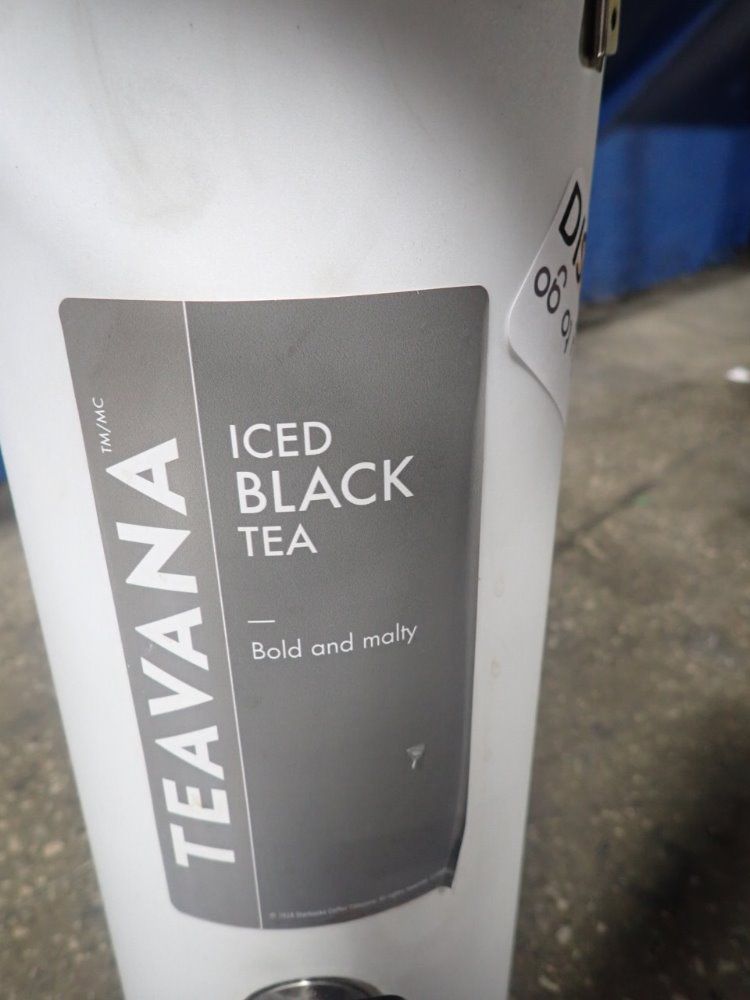 TEAVANA TM/MC
ICED
BLACK
TEA
Bold and malty